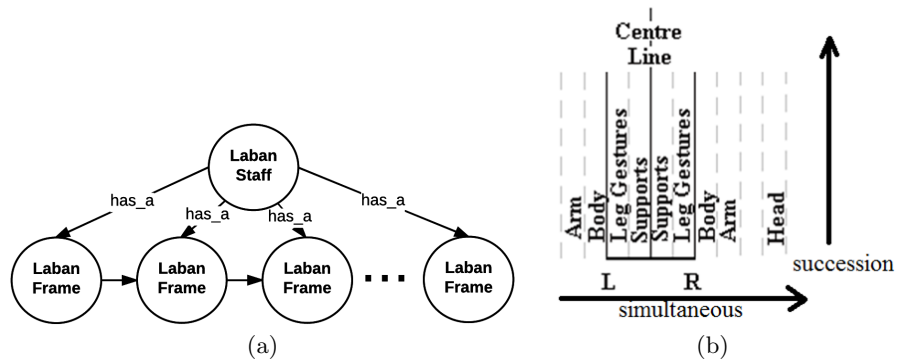 Laban
Staff
has_a
has_a
has_a
has_a
Laban
Frame
Laban
Frame
Laban
Frame
Laban
Frame
(a)
Centre
Line
Arm
Body
Leg Gestures
Supports
Supports
Leg Gestures
Body
Arm
Head
L
R
succession
simultaneous
(b)